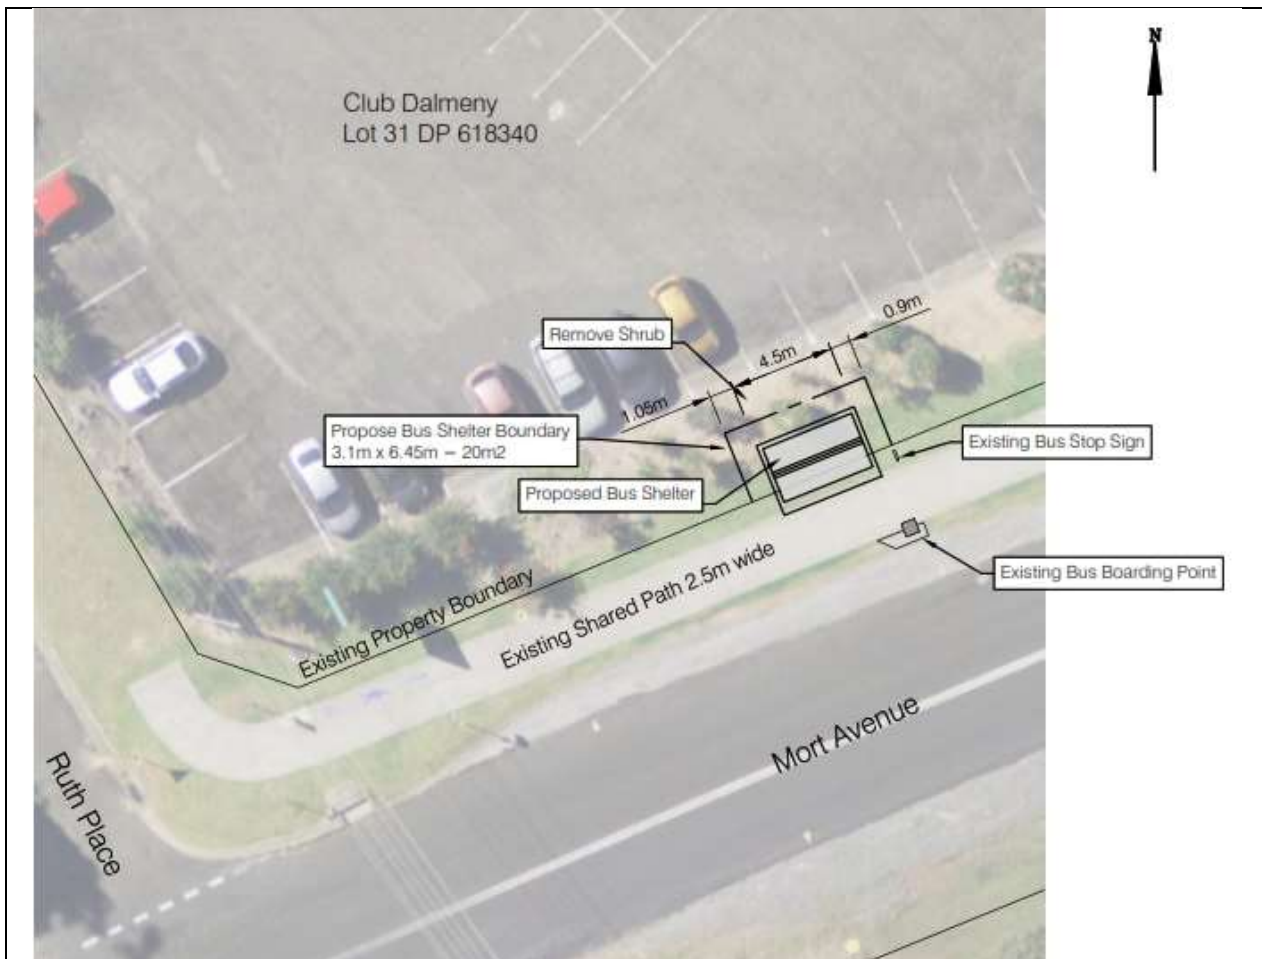 N
Club Dalmeny
Lot 31 DP 618340
0.9m
Remove Shrub
4.5m
1.05m
Propose Bus Shelter Boundary
3.1m x 6.45m = 20m2
Existing Bus Stop Sign
Proposed Bus Shelter
Existing Bus Boarding Point
Existing Property Boundary
Existing Shared Path 2.5m wide
Mort Avenue
Ruth Place